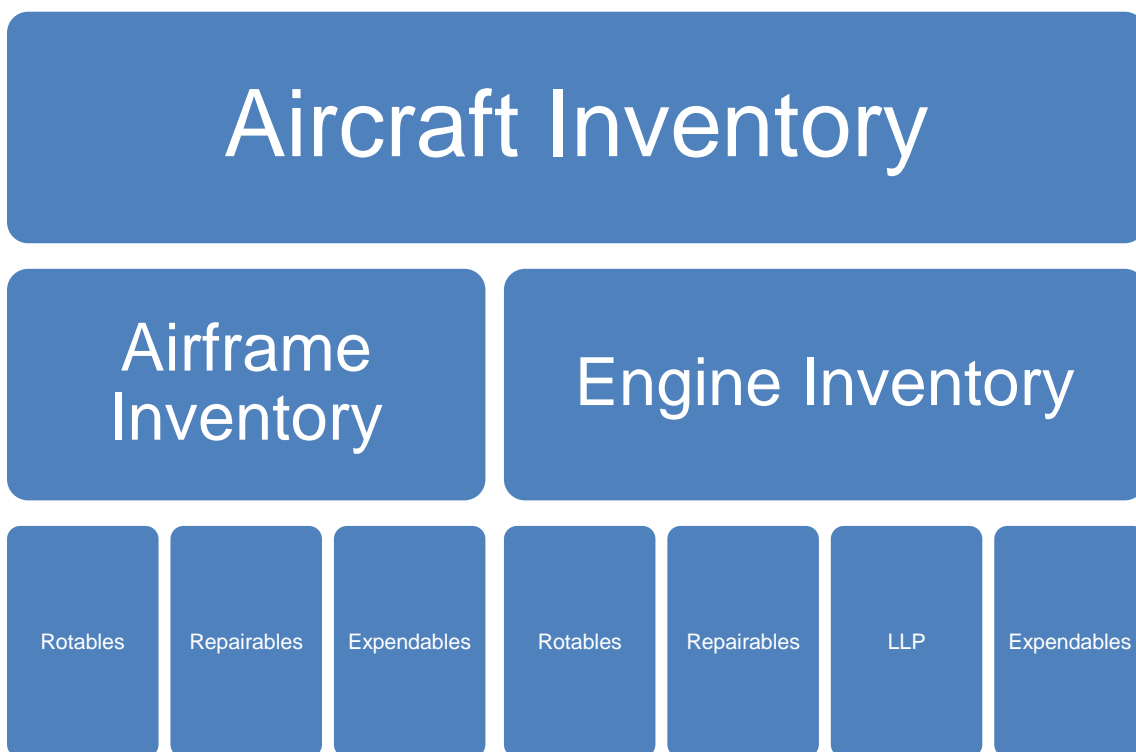 Aircraft Inventory
Airframe
Inventory
Engine Inventory
Rotables
Repairables
Expendables
Rotables
Repairables
LLP
Expendables